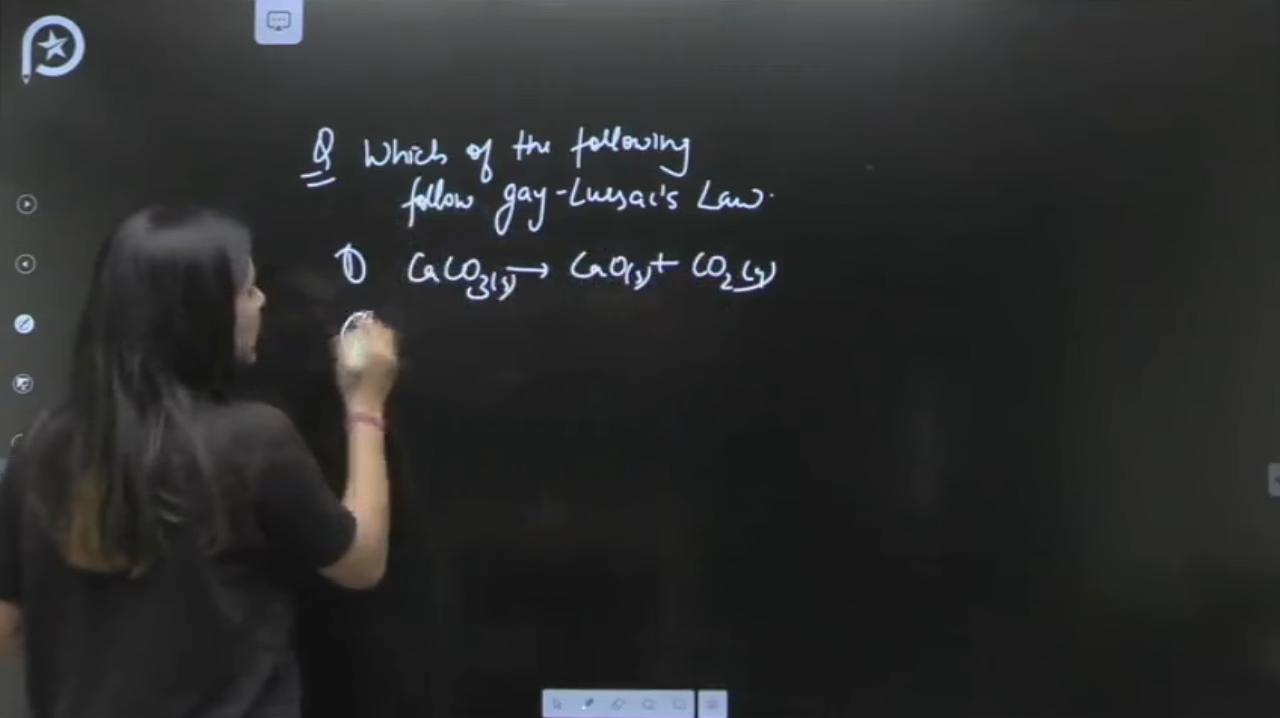 Q Which of the following
follow gay-Lussac's Law.
① CaCO₃(s) → CaO(s) + CO₂(g)